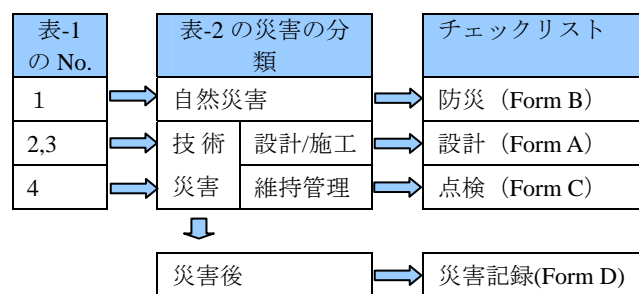 表-1
の No.
表-2 の災害の分
類
チェックリスト
1
自然災害
防災（Form B）
2,3
技術
設計/施工
設計（Form A）
4
災害
維持管理
点検（Form C）
災害後
災害記録(Form D)